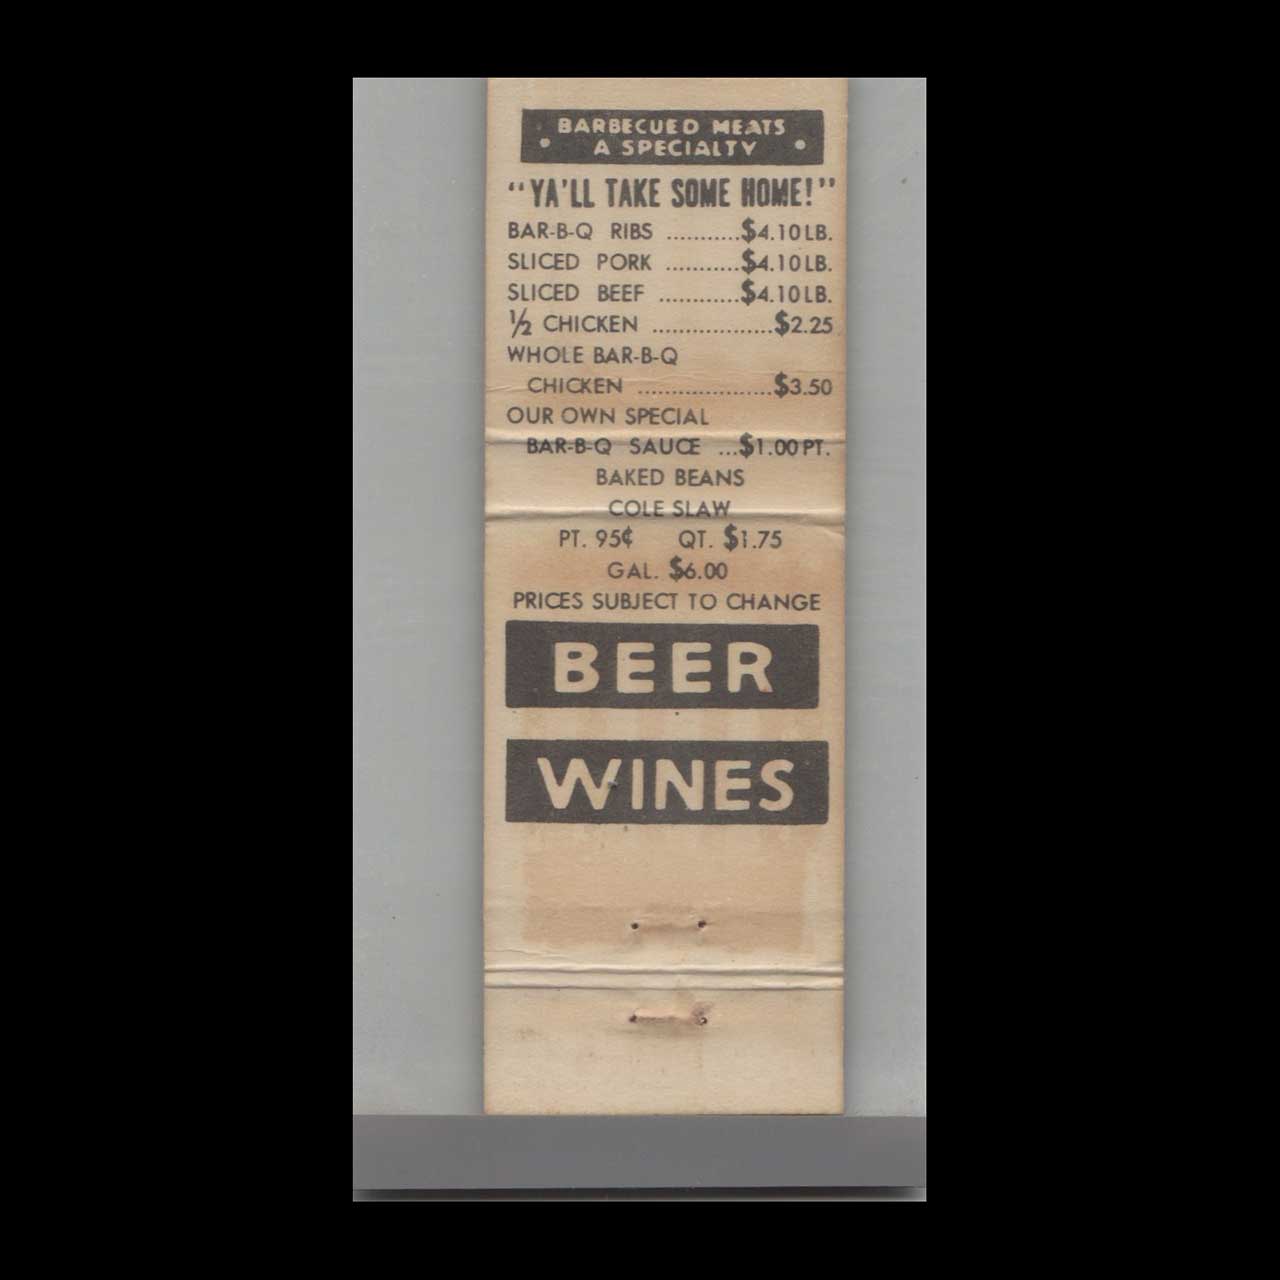 BARBECUED MEATS
• A SPECIALTY •
"YA'LL TAKE SOME HOME!"
BAR-B-Q RIBS ...........$4.10 LB.
SLICED PORK ...........$4.10 LB.
SLICED BEEF ............$4.10 LB.
½ CHICKEN ..................$2.25
WHOLE BAR-B-Q
CHICKEN ....................$3.50
OUR OWN SPECIAL
BAR-B-Q SAUCE ...$1.00 PT.
BAKED BEANS
COLE SLAW
PT. 95¢ QT. $1.75
GAL. $6.00
PRICES SUBJECT TO CHANGE
BEER
WINES